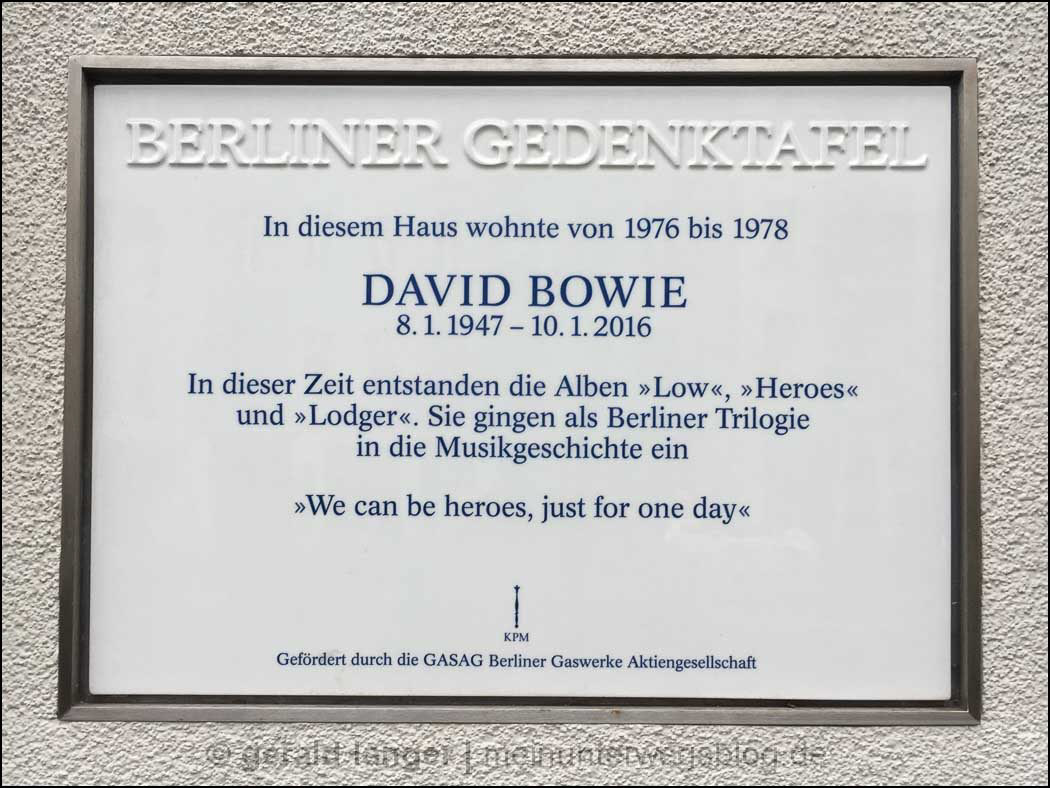 BERLINER GEDENKTAFEL
In diesem Haus wohnte von 1976 bis 1978
DAVID BOWIE
8. 1. 1947 – 10. 1. 2016
In dieser Zeit entstanden die Alben »Low«, »Heroes«
und »Lodger«. Sie gingen als Berliner Trilogie
in die Musikgeschichte ein
»We can be heroes, just for one day«
KPM
Gefördert durch die GASAG Berliner Gaswerke Aktiengesellschaft
© gerald langer | meinunterwegsblog.de